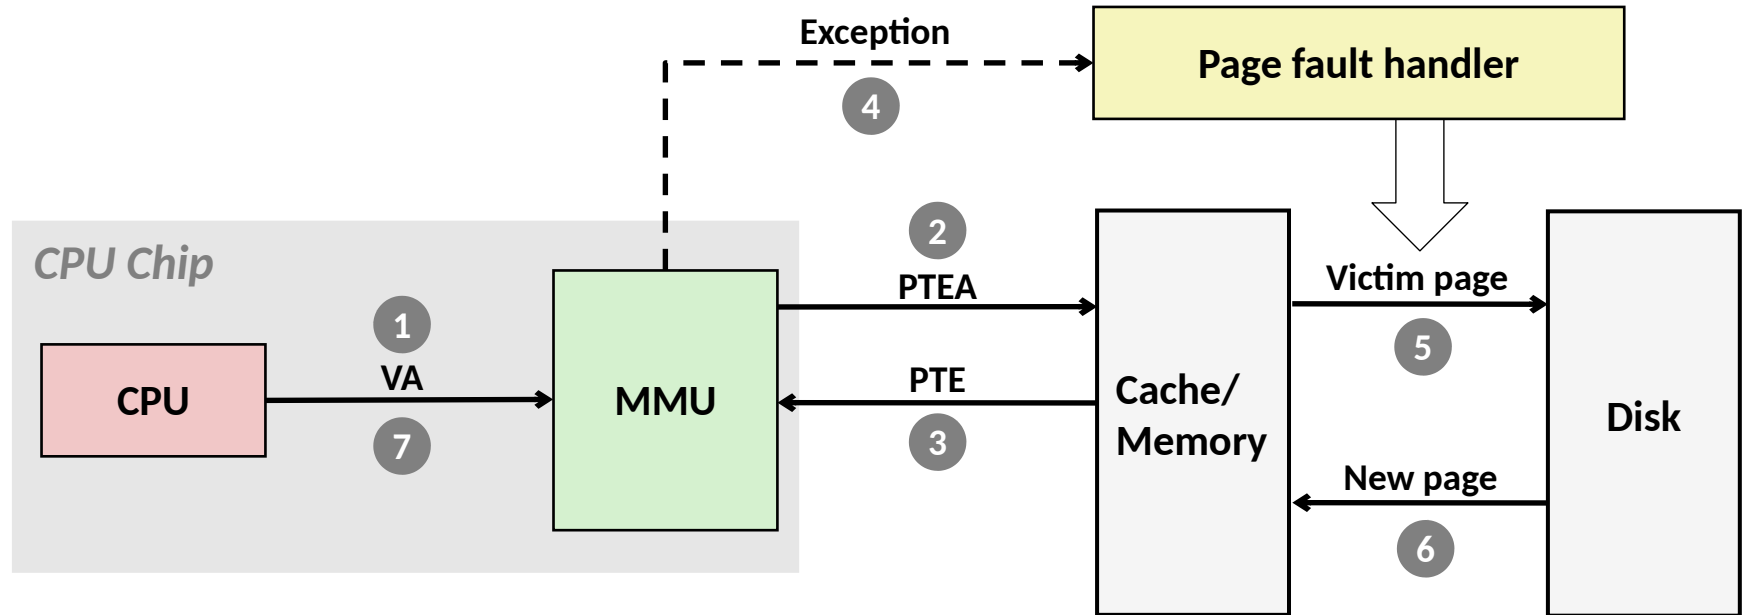 Exception
Page fault handler
4
CPU Chip
2
PTEA
Victim page
1
5
VA
PTE
CPU
MMU
Cache/
Memory
Disk
7
3
New page
6